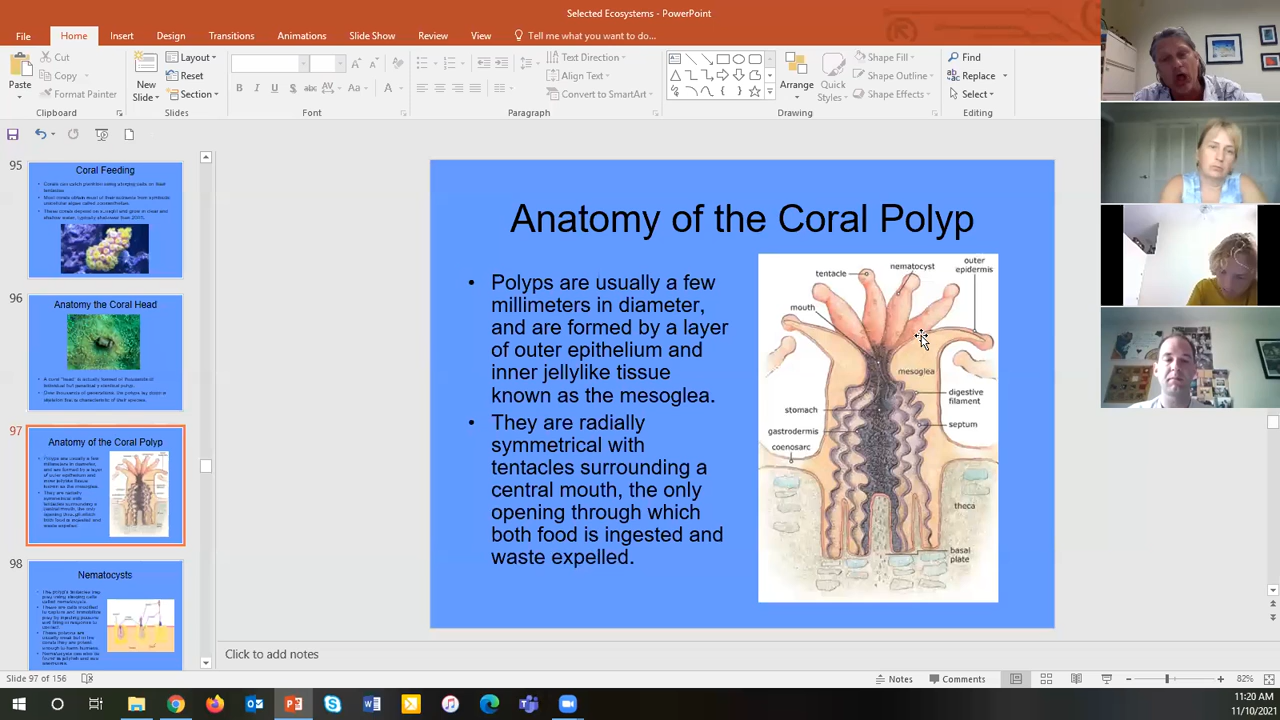 Selected Ecosystems - PowerPoint
File Home Insert Design Transitions Animations Slide Show Review View Tell me what you want to do...
Paste
Cut
Copy
Format Painter
Clipboard
New
Slide
Layout
Reset
Section
Slides
Font
Text Direction
Align Text
Convert to SmartArt
Paragraph
Arrange
Quick
Styles
Shape Fill
Shape Outline
Shape Effects
Drawing
Find
Replace
Select
Editing
95
Coral Feeding
96
Anatomy the Coral Head
97
Anatomy of the Coral Polyp
98
Nematocysts
Anatomy of the Coral Polyp
• Polyps are usually a few
millimeters in diameter,
and are formed by a layer
of outer epithelium and
inner jellylike tissue
known as the mesoglea.
• They are radially
symmetrical with
tentacles surrounding a
central mouth, the only
opening through which
both food is ingested and
waste expelled.
tentacle
nematocyst
outer
epidermis
mouth
mesoglea
digestive
filament
stomach
septum
gastrodermis
coenosarc
theca
basal
plate
Click to add notes
Slide 97 of 156
Notes
Comments
82%
11:20 AM
11/10/2021